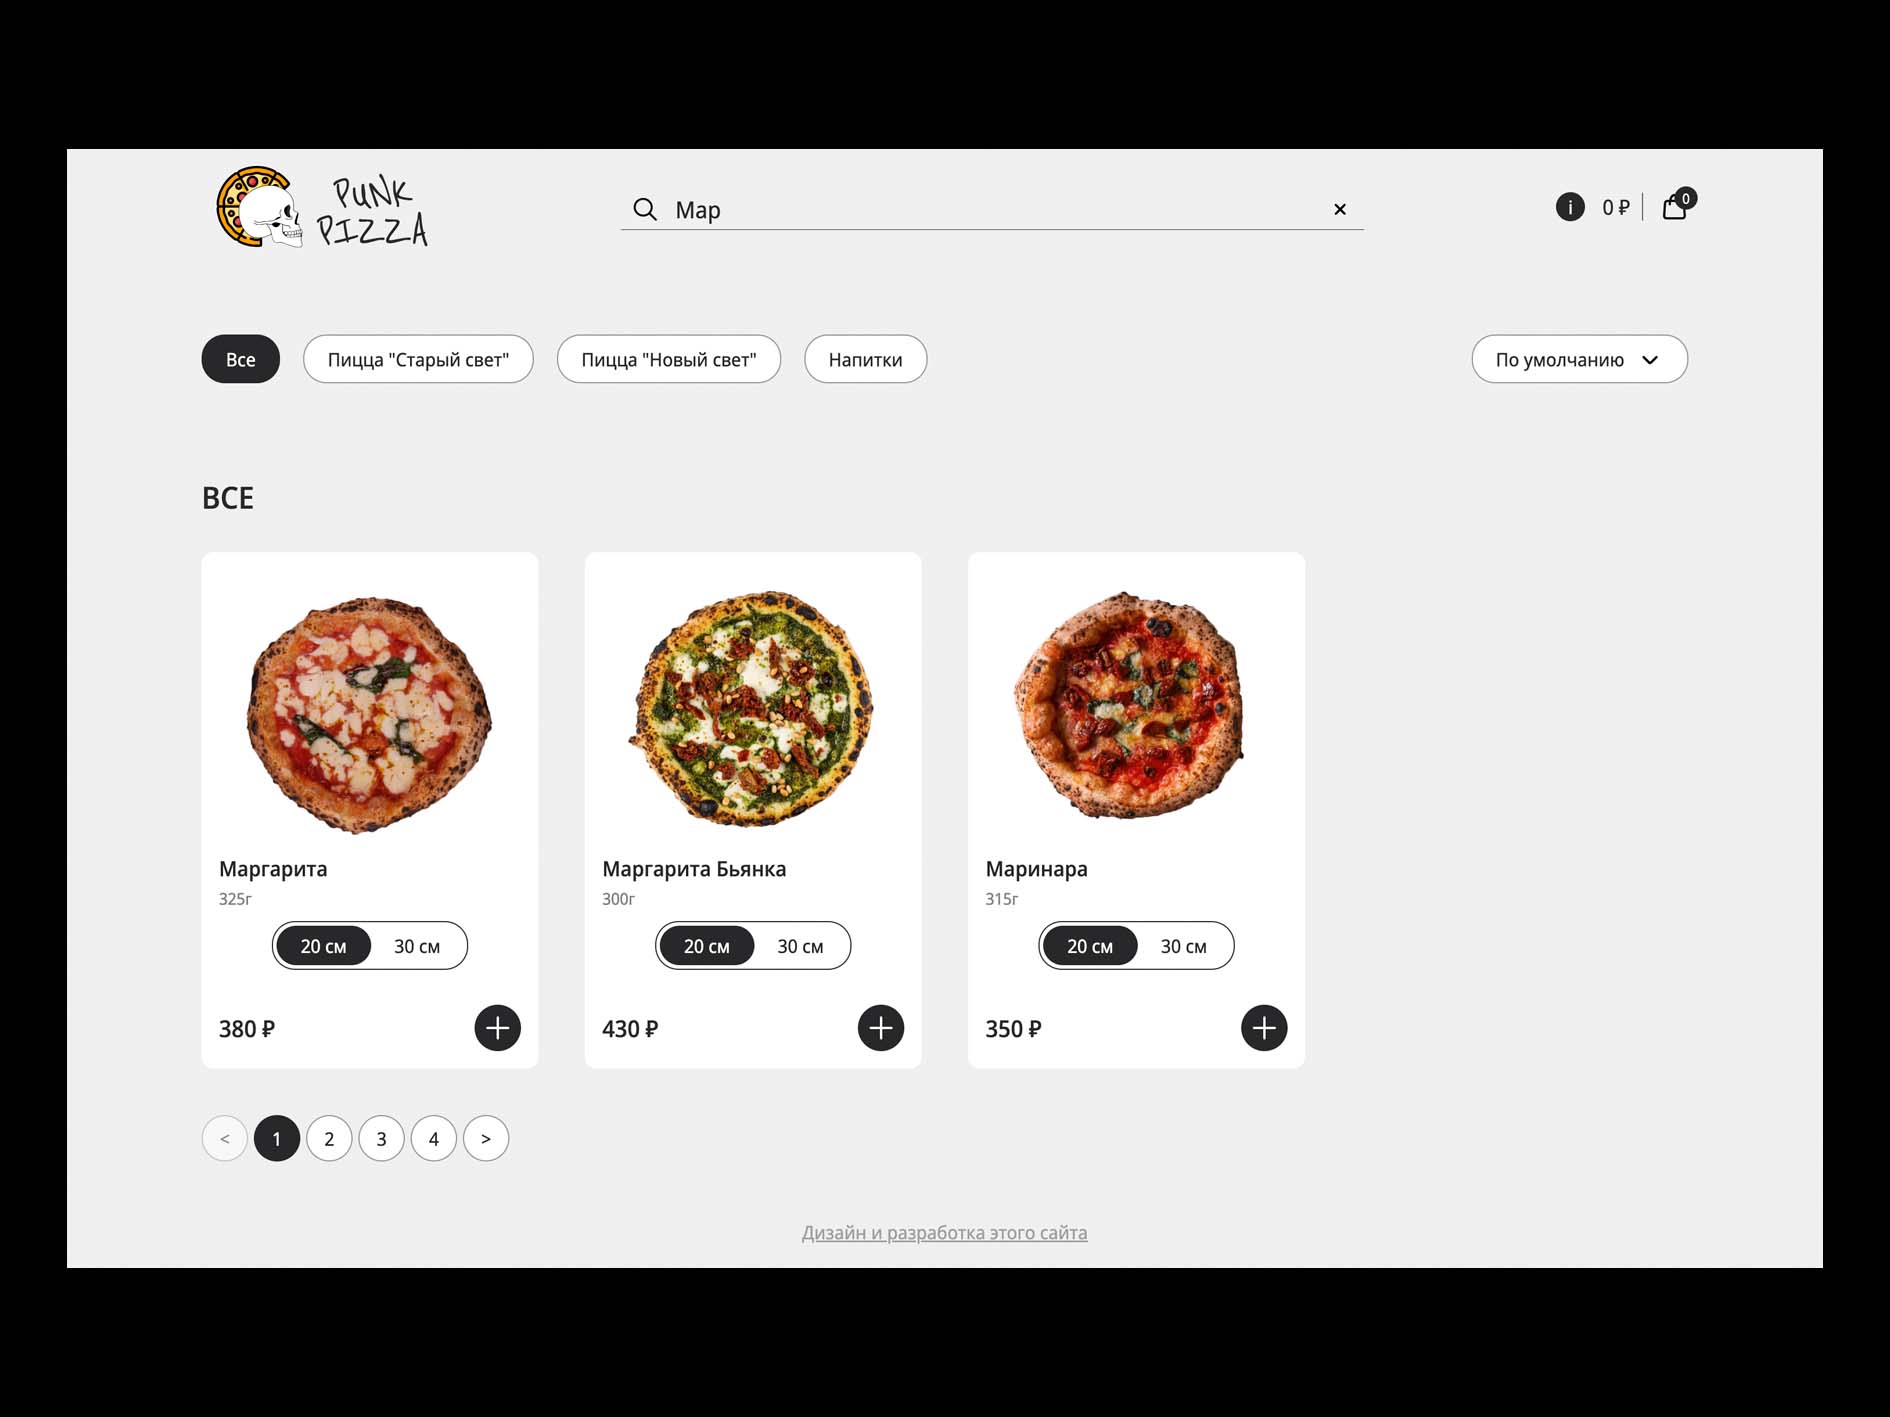 PUNK
PIZZA
Мар
i
0 ₽
0
Все
Пицца "Старый свет"
Пицца "Новый свет"
Напитки
По умолчанию
ВСЕ
Маргарита
325г
20 см
30 см
380 ₽
Маргарита Бьянка
300г
20 см
30 см
430 ₽
Маринара
315г
20 см
30 см
350 ₽
< 1 2 3 4 >
Дизайн и разработка этого сайта